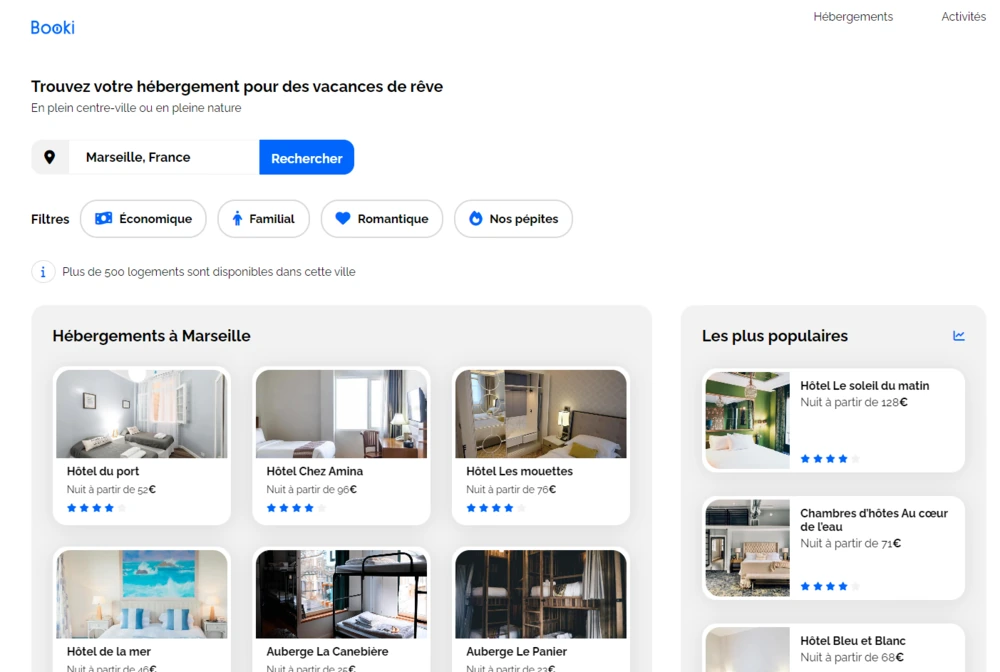 Booki
Hébergements
Activités
Trouvez votre hébergement pour des vacances de rêve
En plein centre-ville ou en pleine nature
Marseille, France
Rechercher
Filtres
Économique
Familial
Romantique
Nos pépites
Plus de 500 logements sont disponibles dans cette ville
Hébergements à Marseille
Hôtel du port
Nuit à partir de 52€
Hôtel Chez Amina
Nuit à partir de 96€
Hôtel Les mouettes
Nuit à partir de 76€
Hôtel de la mer
Nuit à partir de 46€
Auberge La Canebière
Nuit à partir de 25€
Auberge Le Panier
Nuit à partir de 23€
Les plus populaires
Hôtel Le soleil du matin
Nuit à partir de 128€
Chambres d'hôtes Au cœur
de l'eau
Nuit à partir de 71€
Hôtel Bleu et Blanc
Nuit à partir de 68€